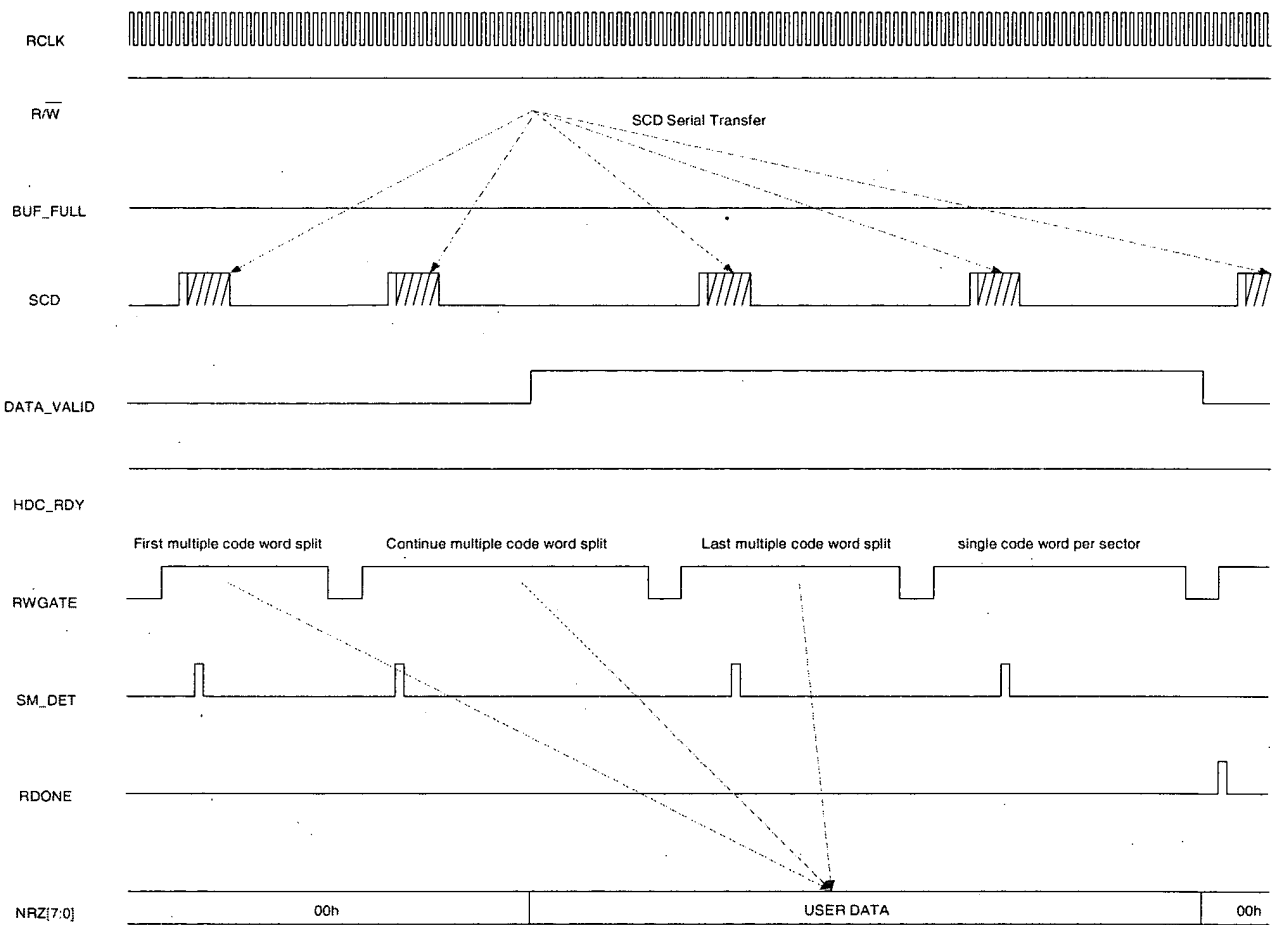 RCLK
R/W
SCD Serial Transfer
BUF_FULL
SCD
DATA_VALID
HDC_RDY
First multiple code word split
Continue multiple code word split
Last multiple code word split
single code word per sector
RWGATE
SM_DET
RDONE
NRZ[7:0]
00h
USER DATA
00h